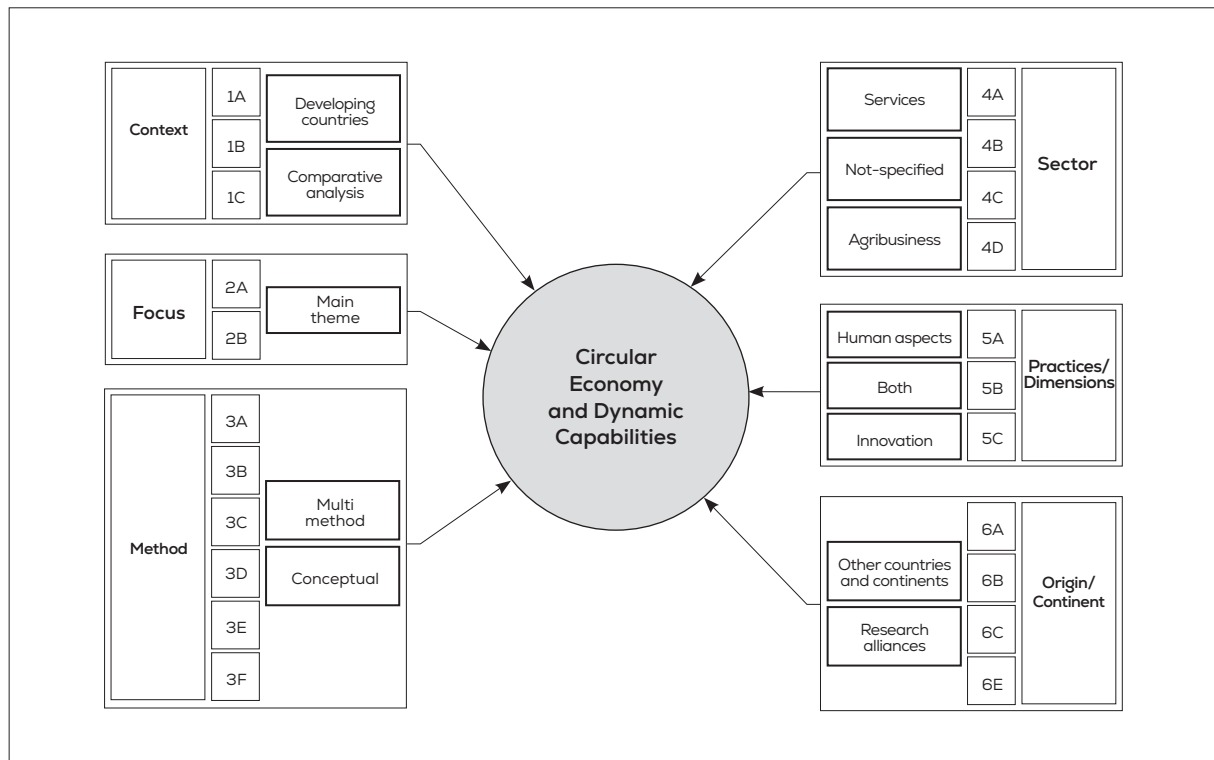 Context
1A
1B
1C
Developing
countries
Comparative
analysis
Focus
2A
2B
Main
theme
Method
3A
3B
3C
3D
3E
3F
Multi
method
Conceptual
Circular
Economy
and Dynamic
Capabilities
Services
Not-specified
Agribusiness
4A
4B
4C
4D
Sector
Human aspects
Both
Innovation
5A
5B
5C
Practices/
Dimensions
Other countries
and continents
Research
alliances
6A
6B
6C
6E
Origin/
Continent